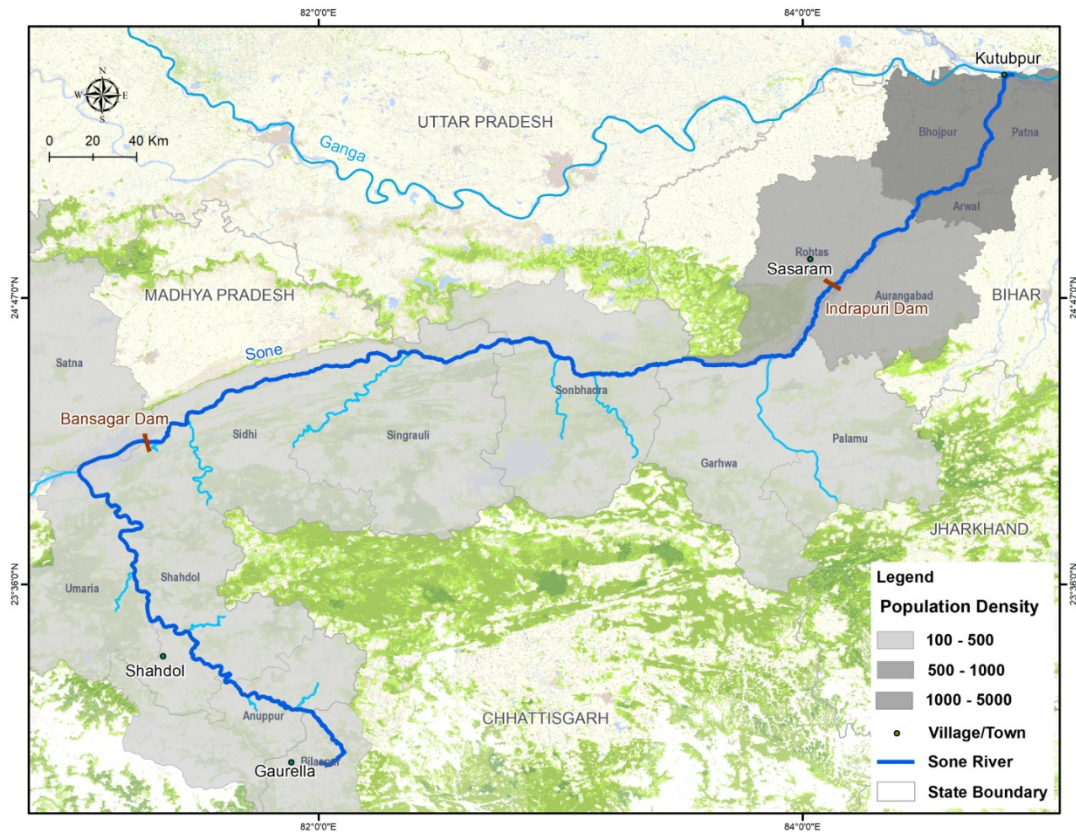 82°0'0"E
84°0'0"E
Kutubpur
N
W E
S
0 20 40 Km
UTTAR PRADESH
Ganga
Bhojpur
Patna
Arwal
Rohtas
Sasaram
24°47'0"N
24°47'0"N
MADHYA PRADESH
Aurangabad
BIHAR
Indrapuri Dam
Satna
Sone
Sonbhadra
Bansagar Dam
Sidhi
Singrauli
Palamu
Garhwa
JHARKHAND
23°36'0"N
23°36'0"N
Umaria
Shahdol
Shahdol
Anuppur
CHHATTISGARH
Gaurella
Bilaspur
Legend
Population Density
100 - 500
500 - 1000
1000 - 5000
Village/Town
Sone River
State Boundary
82°0'0"E
84°0'0"E